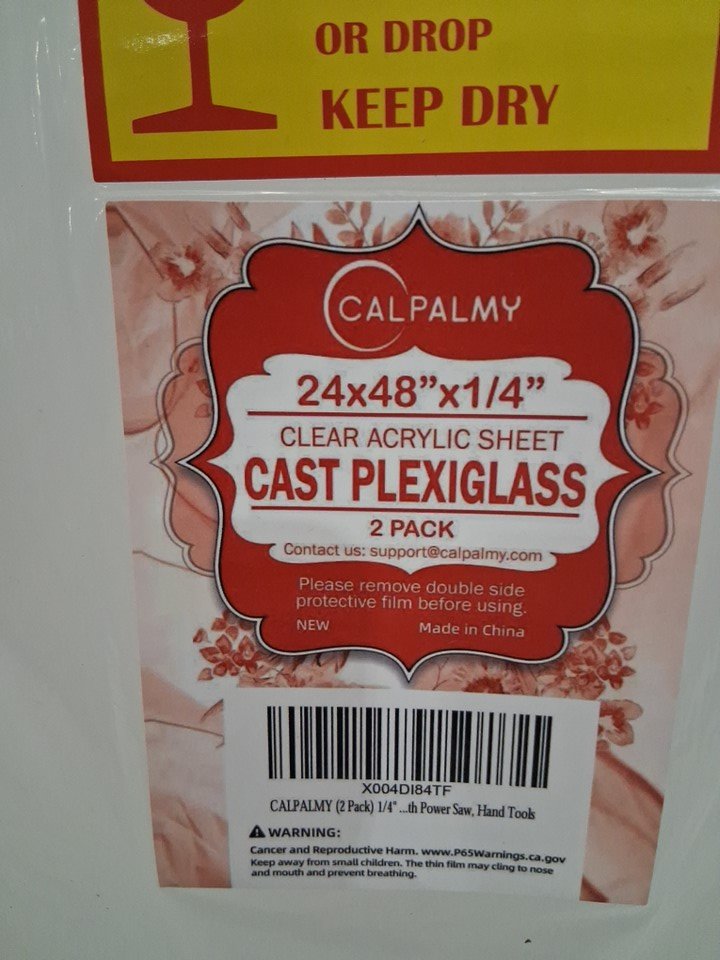 OR DROP
KEEP DRY
CALPALMY
24x48”x1/4”
CLEAR ACRYLIC SHEET
CAST PLEXIGLASS
2 PACK
Contact us: support@calpalmy.com
Please remove double side
protective film before using.
NEW Made in China
X004DI84TF
CALPALMY (2 Pack) 1/4" ...th Power Saw, Hand Tools
WARNING:
Cancer and Reproductive Harm. www.P65Warnings.ca.gov
Keep away from small children. The thin film may cling to nose
and mouth and prevent breathing.